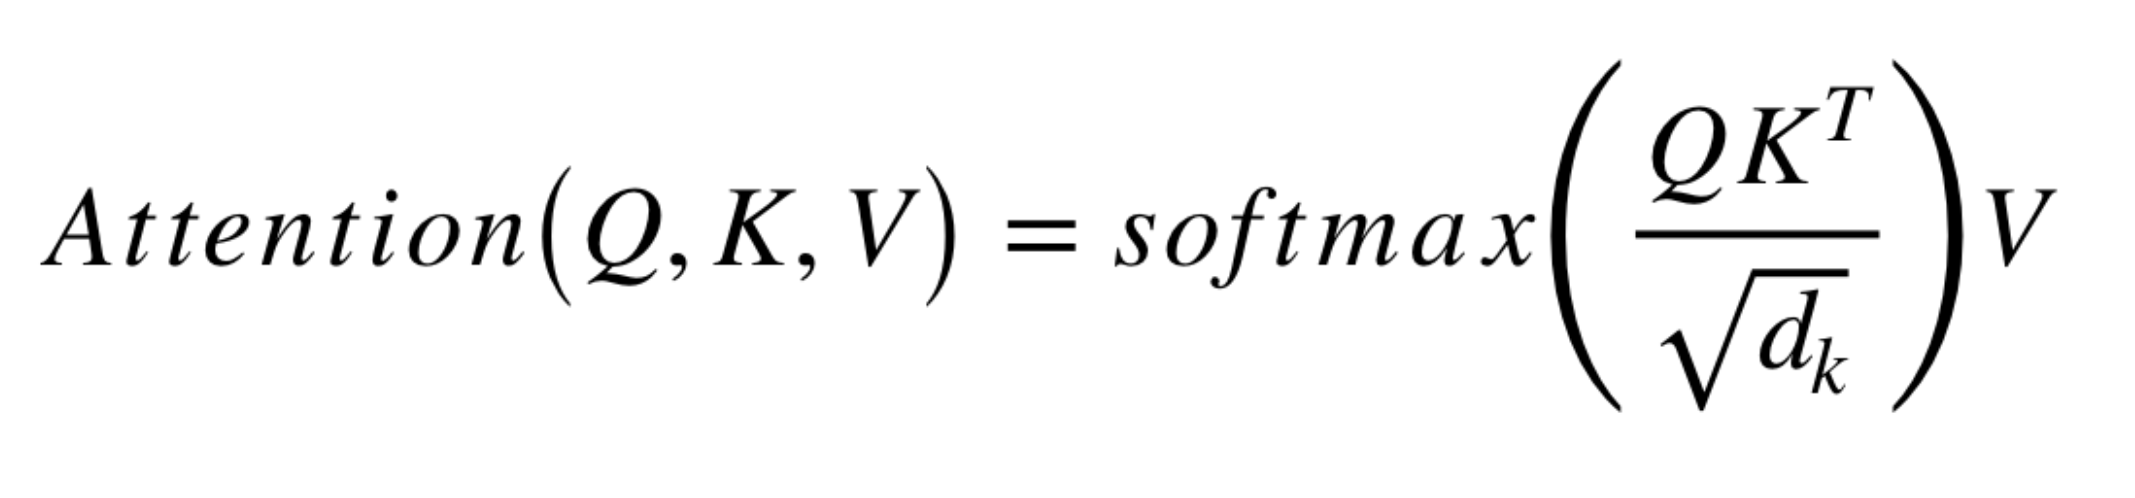 Attention(Q, K, V) = softmax(QK^T / √d_k)V